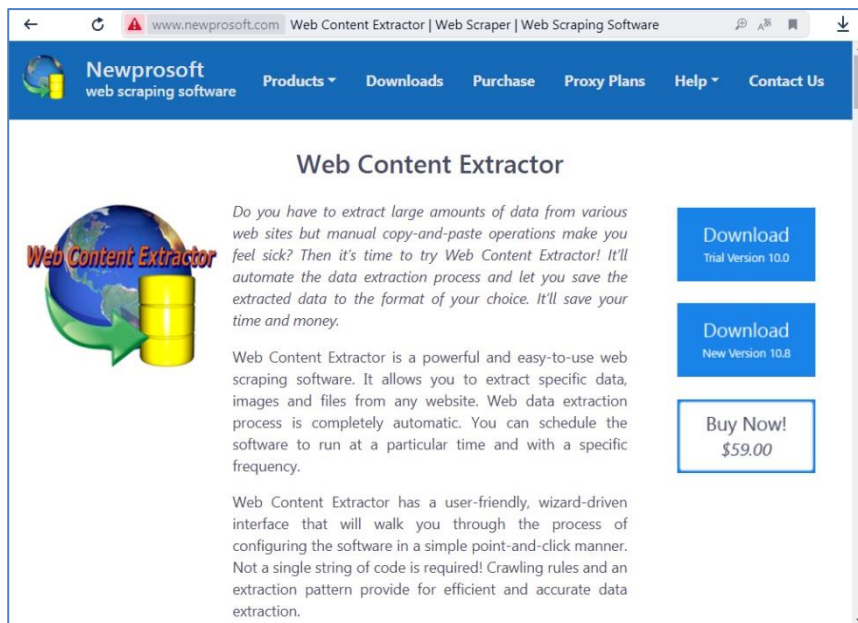 www.newprosoft.com Web Content Extractor | Web Scraper | Web Scraping Software
Newprosoft
web scraping software
Products
Downloads
Purchase
Proxy Plans
Help
Contact Us
Web Content Extractor
Web Content Extractor
Do you have to extract large amounts of data from various
web sites but manual copy-and-paste operations make you
feel sick? Then it's time to try Web Content Extractor! It'll
automate the data extraction process and let you save the
extracted data to the format of your choice. It'll save your
time and money.
Web Content Extractor is a powerful and easy-to-use web
scraping software. It allows you to extract specific data,
images and files from any website. Web data extraction
process is completely automatic. You can schedule the
software to run at a particular time and with a specific
frequency.
Web Content Extractor has a user-friendly, wizard-driven
interface that will walk you through the process of
configuring the software in a simple point-and-click manner.
Not a single string of code is required! Crawling rules and an
extraction pattern provide for efficient and accurate data
extraction.
Download
Trial Version 10.0
Download
New Version 10.8
Buy Now!
$59.00